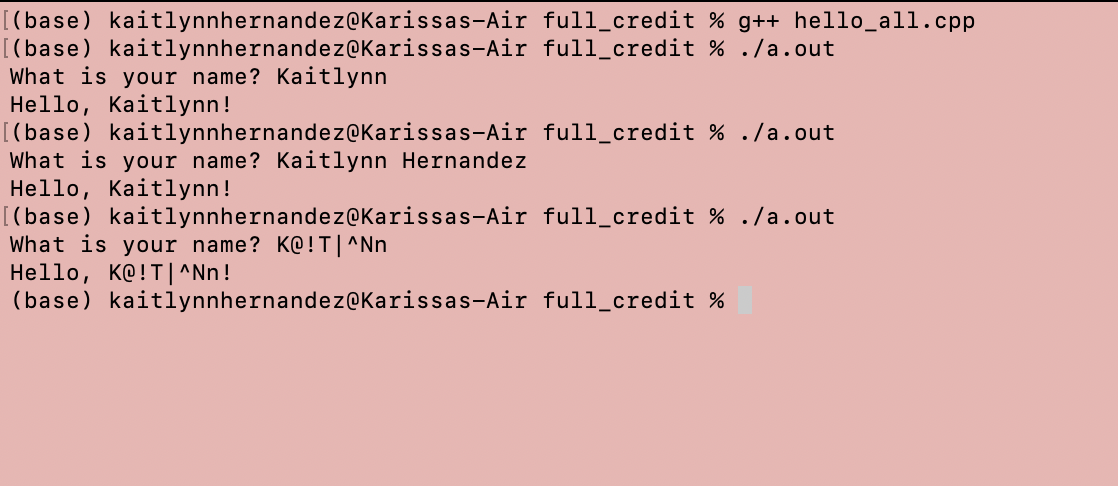 [(base) kaitlynnhernandez@Karissas-Air full_credit % g++ hello_all.cpp
[(base) kaitlynnhernandez@Karissas-Air full_credit % ./a.out
What is your name? Kaitlynn
Hello, Kaitlynn!
[(base) kaitlynnhernandez@Karissas-Air full_credit % ./a.out
What is your name? Kaitlynn Hernandez
Hello, Kaitlynn!
[(base) kaitlynnhernandez@Karissas-Air full_credit % ./a.out
What is your name? K@!T|^Nn
Hello, K@!T|^Nn!
(base) kaitlynnhernandez@Karissas-Air full_credit %